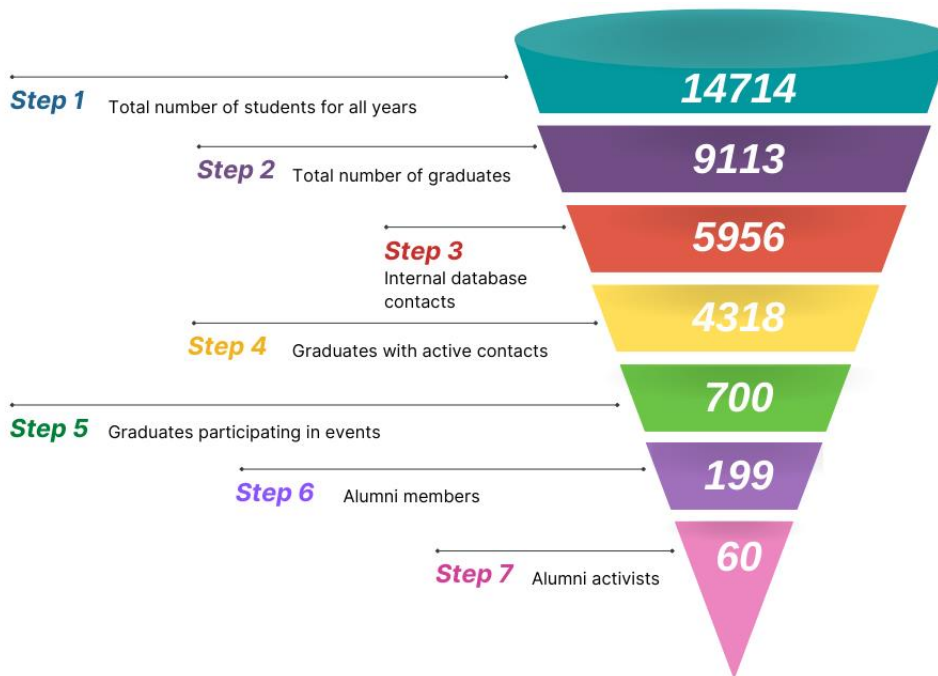 14714
Step 1 Total number of students for all years
9113
Step 2 Total number of graduates
5956
Step 3
Internal database
contacts
4318
Step 4 Graduates with active contacts
700
Step 5 Graduates participating in events
199
Step 6 Alumni members
60
Step 7 Alumni activists